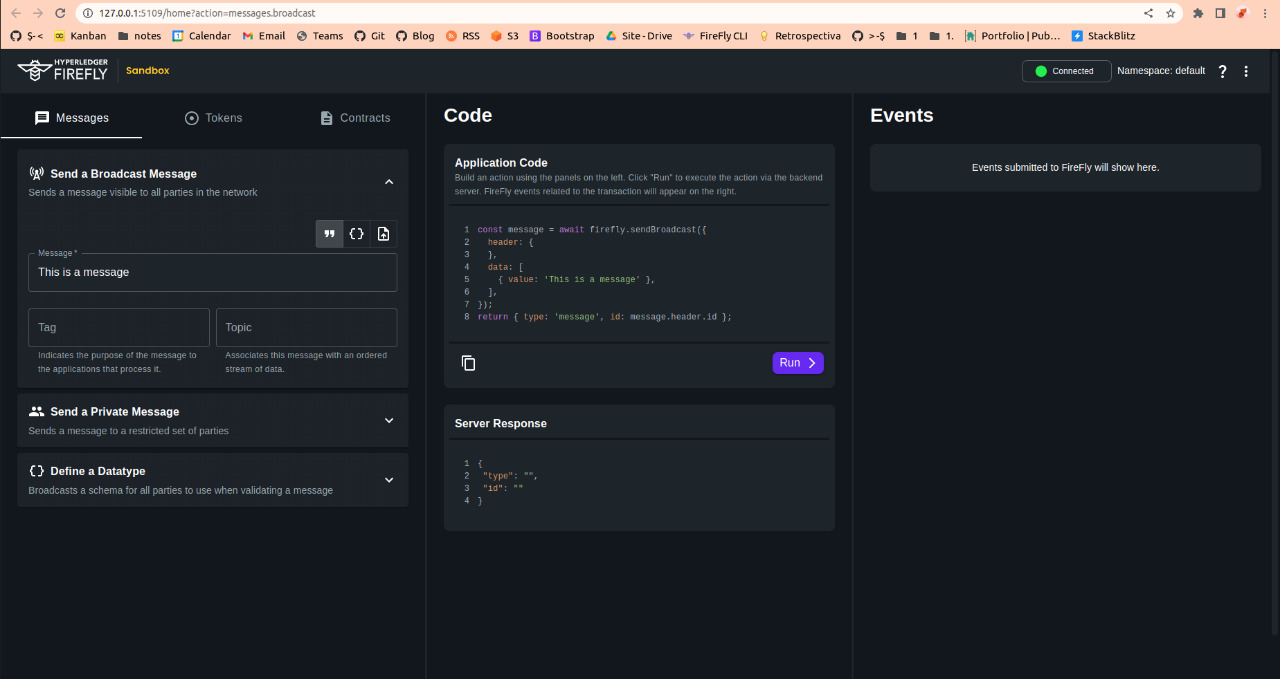 127.0.0.1:5109/home?action=messages.broadcast
$-< Kanban notes Calendar Email Teams Git Blog RSS S3 Bootstrap Site - Drive FireFly CLI Retrospectiva >-$ 1 1. Portfolio | Pub… StackBlitz
HYPERLEDGER
FIREFLY
Sandbox
Connected
Namespace: default
?
Messages
Tokens
Contracts
Send a Broadcast Message
Sends a message visible to all parties in the network
Message *
This is a message
Tag
Indicates the purpose of the message to
the applications that process it.
Topic
Associates this message with an ordered
stream of data.
Send a Private Message
Sends a message to a restricted set of parties
Define a Datatype
Broadcasts a schema for all parties to use when validating a message
Code
Application Code
Build an action using the panels on the left. Click "Run" to execute the action via the backend
server. FireFly events related to the transaction will appear on the right.
1 const message = await firefly.sendBroadcast({
2 header: {
3 },
4 data: [
5 { value: 'This is a message' },
6 ],
7 });
8 return { type: 'message', id: message.header.id };
Run
Server Response
1 {
2 "type": "",
3 "id": ""
4 }
Events
Events submitted to FireFly will show here.